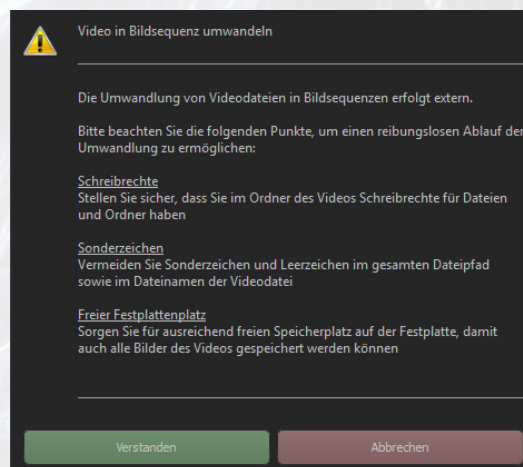 Video in Bildsequenz umwandeln
Die Umwandlung von Videodateien in Bildsequenzen erfolgt extern.
Bitte beachten Sie die folgenden Punkte, um einen reibungslosen Ablauf der
Umwandlung zu ermöglichen:
Schreibrechte
Stellen Sie sicher, dass Sie im Ordner des Videos Schreibrechte für Dateien
und Ordner haben
Sonderzeichen
Vermeiden Sie Sonderzeichen und Leerzeichen im gesamten Dateipfad
sowie im Dateinamen der Videodatei
Freier Festplattenplatz
Sorgen Sie für ausreichend freien Speicherplatz auf der Festplatte, damit
auch alle Bilder des Videos gespeichert werden können
Verstanden
Abbrechen